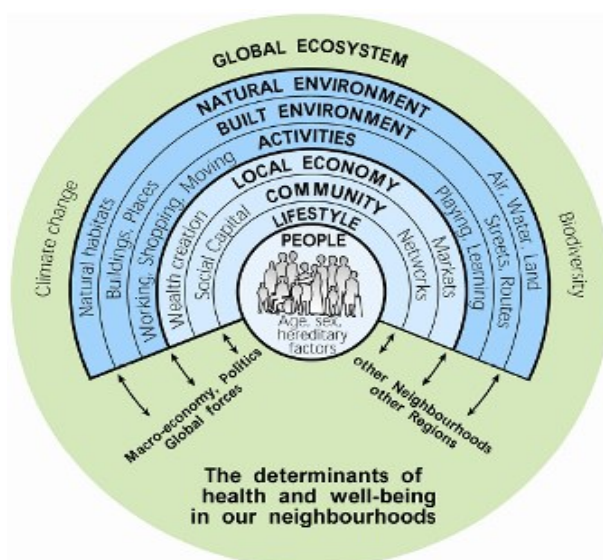 GLOBAL ECOSYSTEM
NATURAL ENVIRONMENT
BUILT ENVIRONMENT
ACTIVITIES
LOCAL ECONOMY
COMMUNITY
LIFESTYLE
PEOPLE
Age, sex,
hereditary
factors
Climate change
Natural habitats
Buildings, Places
Working, Shopping, Moving
Wealth creation
Social Capital
Networks
Markets
Playing, Learning
Streets, Routes
Air, Water, Land
Biodiversity
Macro-economy, Politics
Global forces
other Neighbourhoods
other Regions
The determinants of
health and well-being
in our neighbourhoods